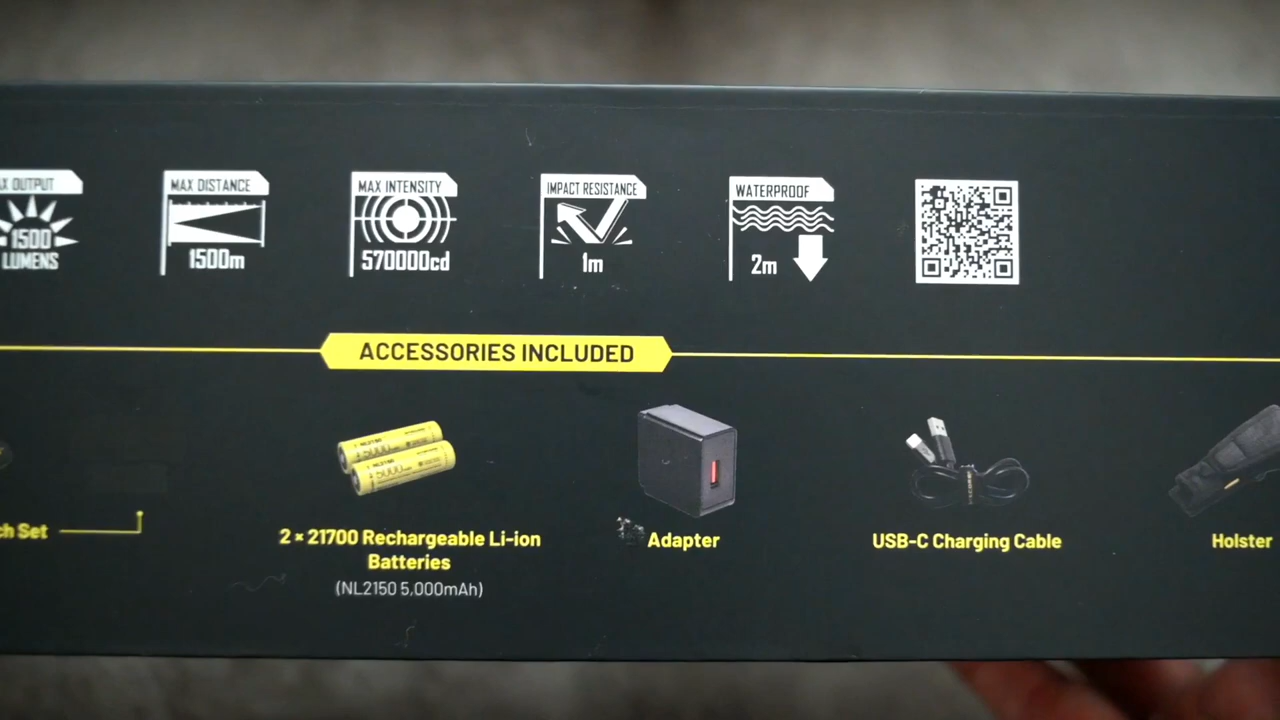 X OUTPUT
1500
LUMENS
MAX DISTANCE
1500m
MAX INTENSITY
570000cd
IMPACT RESISTANCE
1m
WATERPROOF
2m
ACCESSORIES INCLUDED
ch Set
2 × 21700 Rechargeable Li-ion
Batteries
(NL2150 5,000mAh)
Adapter
USB-C Charging Cable
Holster